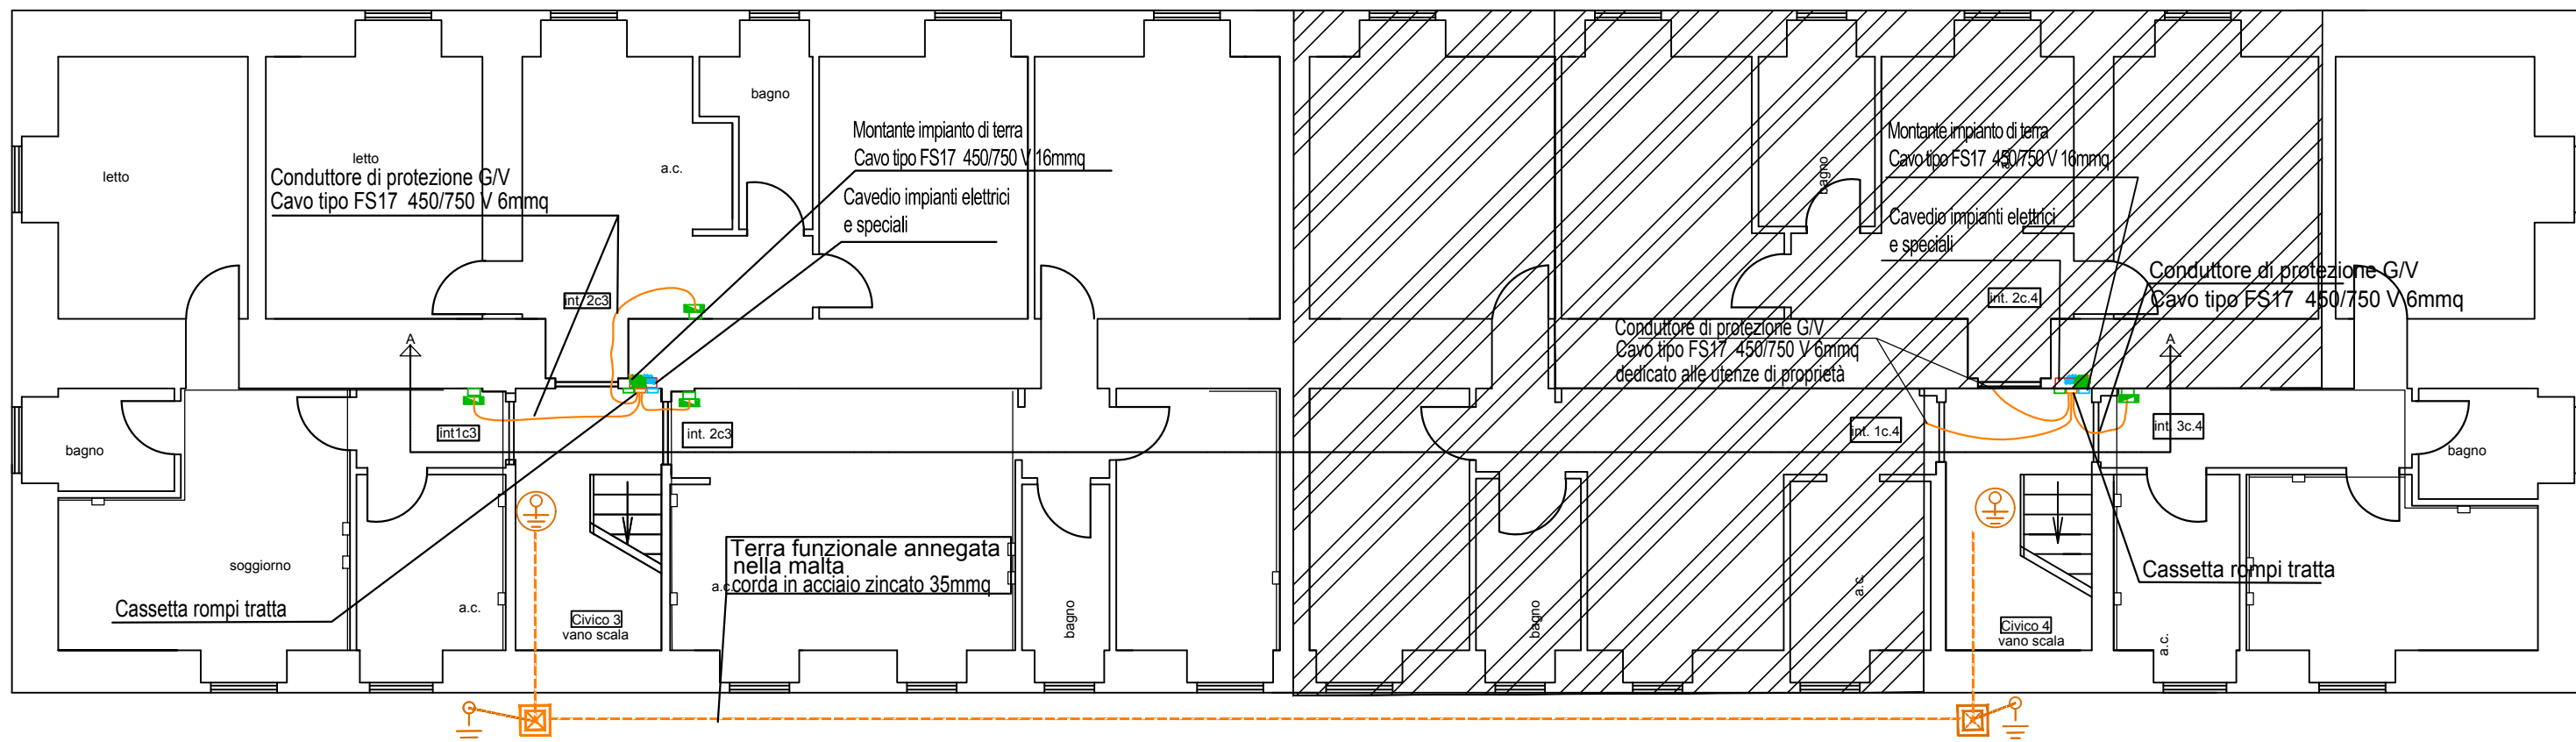 bagno
letto
letto
Conduttore di protezione G/V
Cavo tipo FS17 450/750 V 6mmq
a.c.
Montante impianto di terra
Cavo tipo FS17 450/750 V 16mmq
Cavedio impianti elettrici
e speciali
int. 2c3
A
int1c3
int. 2c3
bagno
soggiorno
a.c.
Cassetta rompi tratta
Civico 3
vano scala
Terra funzionale annegata
nella malta
corda in acciaio zincato 35mmq
a.c.
bagno
bagno
Montante impianto di terra
Cavo tipo FS17 450/750 V 16mmq
Cavedio impianti elettrici
e speciali
Conduttore di protezione G/V
Cavo tipo FS17 450/750 V 6mmq
int. 2c.4
Conduttore di protezione G/V
Cavo tipo FS17 450/750 V 6mmq
dedicato alle utenze di proprietà
A
int. 1c.4
int. 3c.4
bagno
bagno
a.c.
Cassetta rompi tratta
Civico 4
vano scala
a.c.